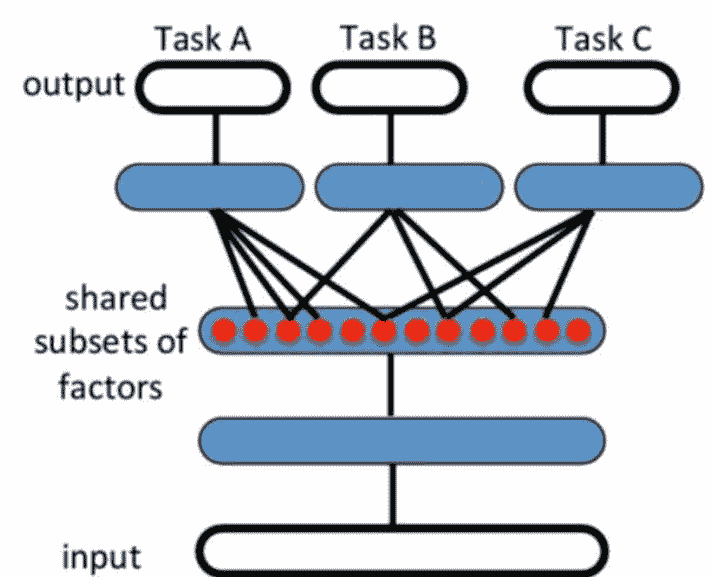 Task A
Task B
Task C
output
shared
subsets of
factors
input